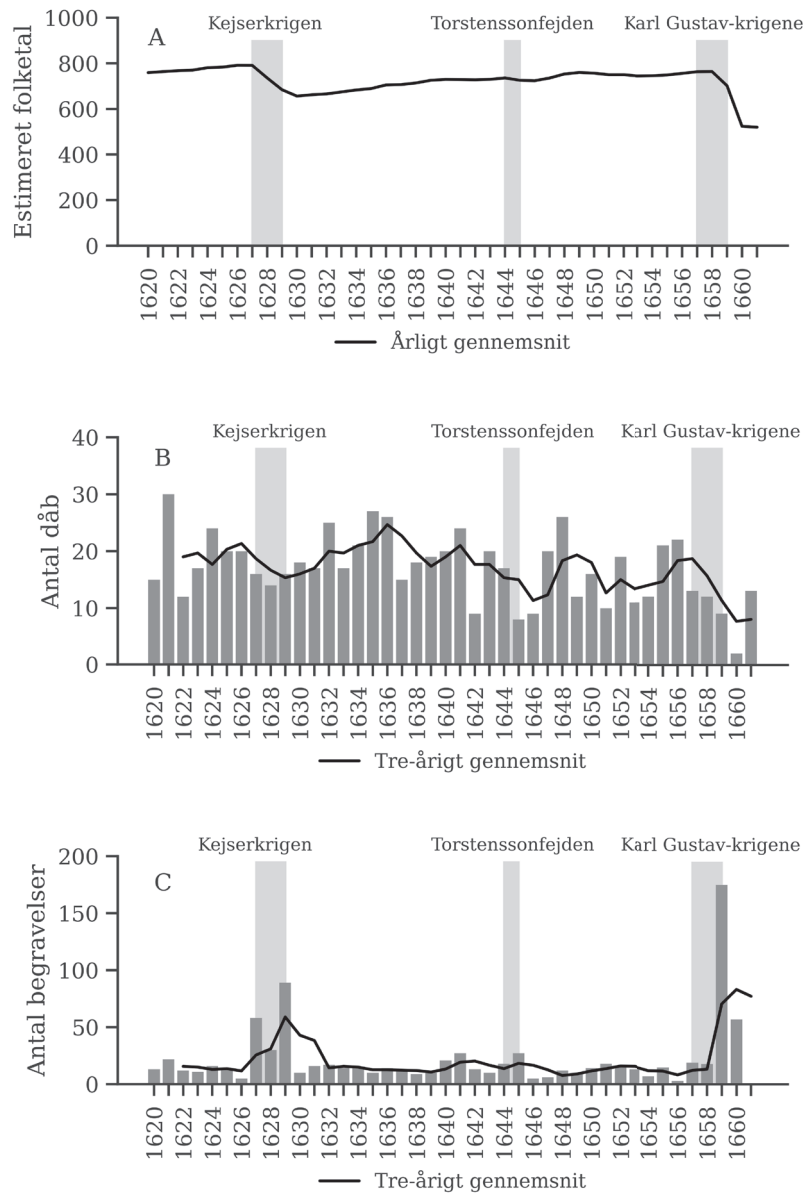 Kejserkrigen Torstenssonfejden Karl Gustav-krigene
A
1000
800
600
400
200
0
Estimeret folketal
1620 1622 1624 1626 1628 1630 1632 1634 1636 1638 1640 1642 1644 1646 1648 1650 1652 1654 1656 1658 1660
Årligt gennemsnit
Kejserkrigen Torstenssonfejden Karl Gustav-krigene
B
40
30
20
10
0
Antal dåb
1620 1622 1624 1626 1628 1630 1632 1634 1636 1638 1640 1642 1644 1646 1648 1650 1652 1654 1656 1658 1660
Tre-årigt gennemsnit
Kejserkrigen Torstenssonfejden Karl Gustav-krigene
C
200
150
100
50
0
Antal begravelser
1620 1622 1624 1626 1628 1630 1632 1634 1636 1638 1640 1642 1644 1646 1648 1650 1652 1654 1656 1658 1660
Tre-årigt gennemsnit